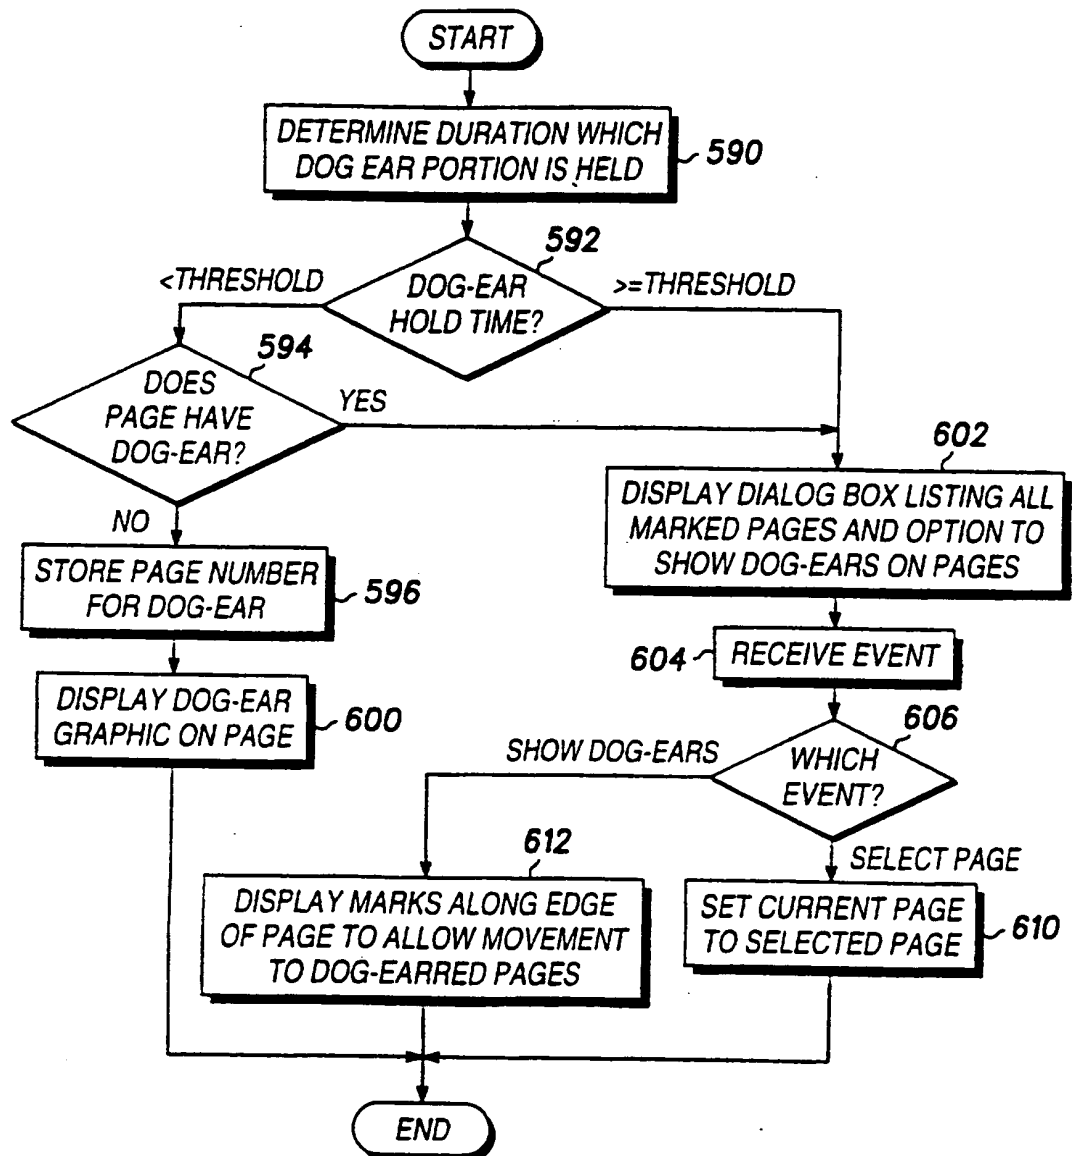 START
DETERMINE DURATION WHICH
DOG EAR PORTION IS HELD
590
592
<THRESHOLD
DOG-EAR
HOLD TIME?
>=THRESHOLD
594
DOES
PAGE HAVE
DOG-EAR?
YES
NO
602
DISPLAY DIALOG BOX LISTING ALL
MARKED PAGES AND OPTION TO
SHOW DOG-EARS ON PAGES
STORE PAGE NUMBER
FOR DOG-EAR
596
604
RECEIVE EVENT
DISPLAY DOG-EAR
GRAPHIC ON PAGE
600
606
SHOW DOG-EARS
WHICH
EVENT?
SELECT PAGE
612
DISPLAY MARKS ALONG EDGE
OF PAGE TO ALLOW MOVEMENT
TO DOG-EARRED PAGES
SET CURRENT PAGE
TO SELECTED PAGE
610
END